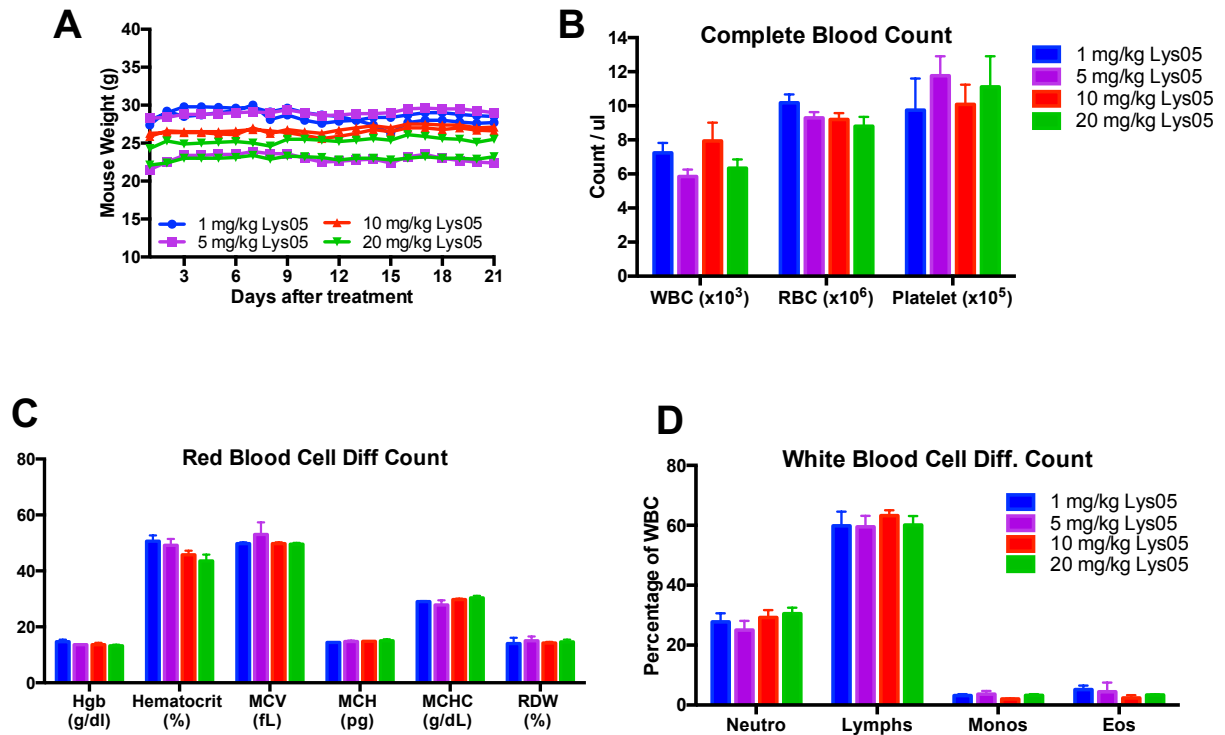 A
40
35
30
25
20
15
10
Mouse Weight (g)
1 mg/kg Lys05
5 mg/kg Lys05
10 mg/kg Lys05
20 mg/kg Lys05
3 6 9 12 15 18 21
Days after treatment
B
Complete Blood Count
14
12
10
8
6
4
2
0
Count / ul
WBC (x10³) RBC (x10⁶) Platelet (x10⁵)
1 mg/kg Lys05
5 mg/kg Lys05
10 mg/kg Lys05
20 mg/kg Lys05
C
Red Blood Cell Diff Count
80
60
40
20
0
Hgb Hematocrit MCV MCH MCHC RDW
(g/dl) (%) (fL) (pg) (g/dL) (%)
D
White Blood Cell Diff. Count
80
60
40
20
0
Percentage of WBC
1 mg/kg Lys05
5 mg/kg Lys05
10 mg/kg Lys05
20 mg/kg Lys05
Neutro Lymphs Monos Eos